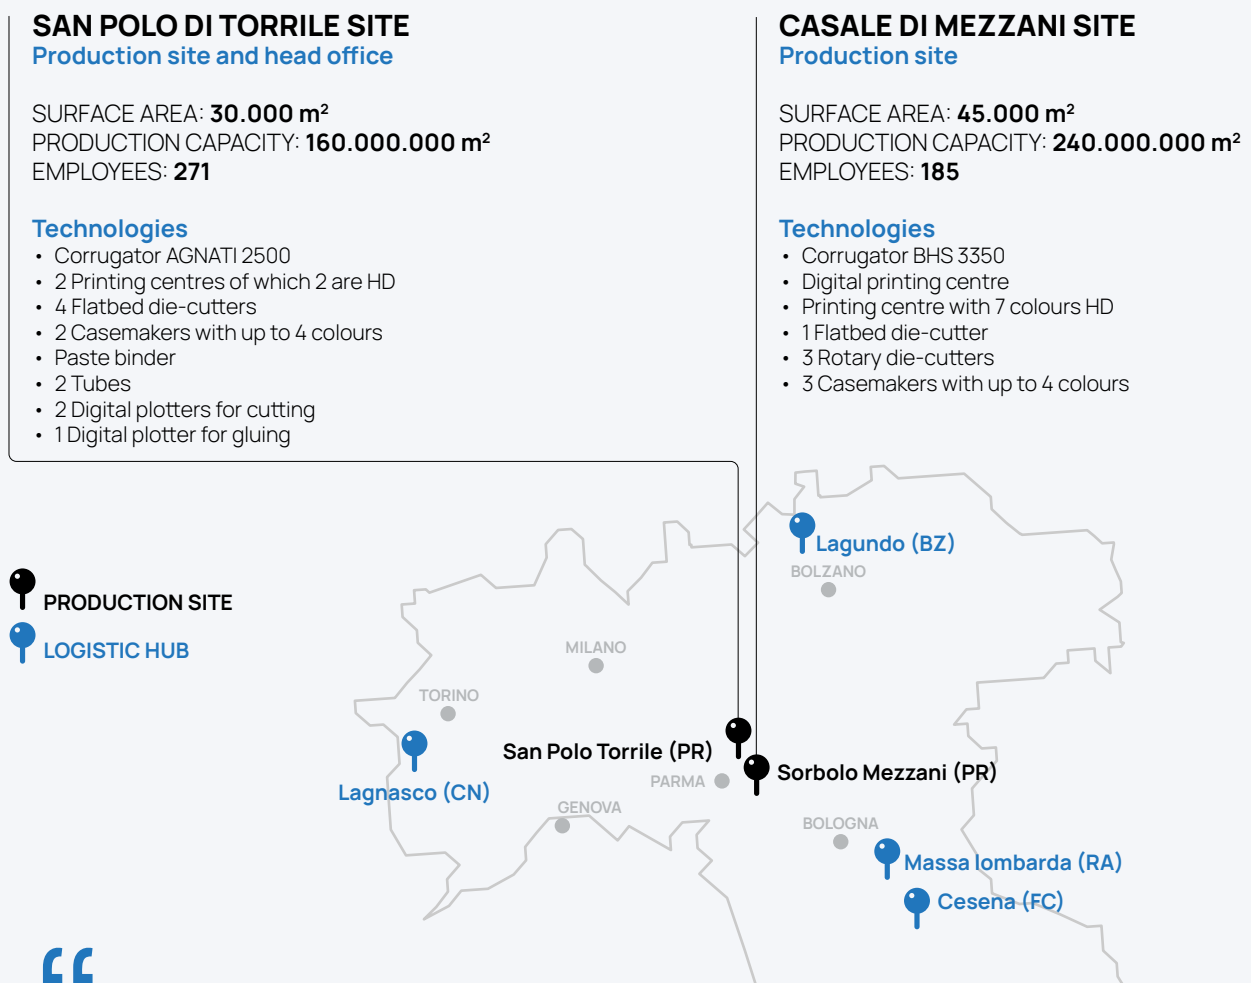 SAN POLO DI TORRILE SITE
Production site and head office
SURFACE AREA: 30.000 m²
PRODUCTION CAPACITY: 160.000.000 m²
EMPLOYEES: 271
Technologies
• Corrugator AGNATI 2500
• 2 Printing centres of which 2 are HD
• 4 Flatbed die-cutters
• 2 Casemakers with up to 4 colours
• Paste binder
• 2 Tubes
• 2 Digital plotters for cutting
• 1 Digital plotter for gluing
CASALE DI MEZZANI SITE
Production site
SURFACE AREA: 45.000 m²
PRODUCTION CAPACITY: 240.000.000 m²
EMPLOYEES: 185
Technologies
• Corrugator BHS 3350
• Digital printing centre
• Printing centre with 7 colours HD
• 1 Flatbed die-cutter
• 3 Rotary die-cutters
• 3 Casemakers with up to 4 colours
PRODUCTION SITE
LOGISTIC HUB
Lagundo (BZ)
BOLZANO
MILANO
TORINO
San Polo Torrile (PR)
Sorbolo Mezzani (PR)
PARMA
Lagnasco (CN)
GENOVA
BOLOGNA
Massa lombarda (RA)
Cesena (FC)
“